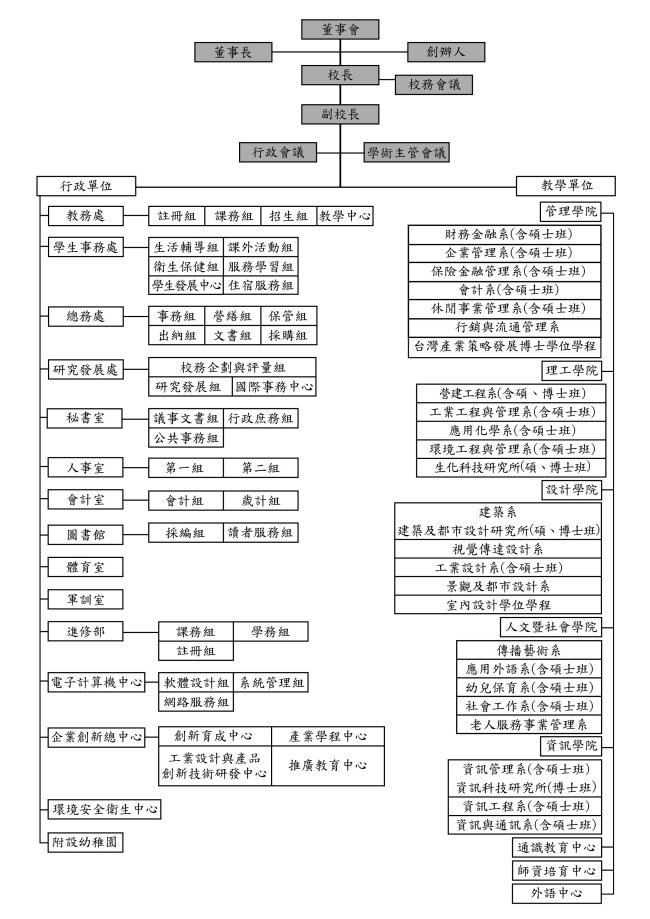 董事會
董事長
創辦人
校長
校務會議
副校長
行政會議
學術主管會議
行政單位
教務處
註冊組 課務組 招生組 教學中心
學生事務處
生活輔導組 課外活動組
衛生保健組 服務學習組
學生發展中心 住宿服務組
總務處
事務組 營繕組 保管組
出納組 文書組 採購組
研究發展處
校務企劃與評量組
研究發展組 國際事務中心
秘書室
議事文書組 行政庶務組
公共事務組
人事室
第一組 第二組
會計室
會計組 歲計組
圖書館
採編組 讀者服務組
體育室
軍訓室
進修部
課務組 學務組
註冊組
電子計算機中心
軟體設計組 系統管理組
網路服務組
企業創新總中心
創新育成中心 產業學程中心
工業設計與產品
創新技術研發中心
推廣教育中心
環境安全衛生中心
附設幼稚園
教學單位
管理學院
財務金融系(含碩士班)
企業管理系(含碩士班)
保險金融管理系(含碩士班)
會計系(含碩士班)
休閒事業管理系(含碩士班)
行銷與流通管理系
台灣產業策略發展博士學位學程
理工學院
營建工程系(含碩、博士班)
工業工程與管理系(含碩士班)
應用化學系(含碩士班)
環境工程與管理系(含碩士班)
生化科技研究所(碩、博士班)
設計學院
建築系
建築及都市設計研究所(碩、博士班)
視覺傳達設計系
工業設計系(含碩士班)
景觀及都市設計系
室內設計學位學程
人文暨社會學院
傳播藝術系
應用外語系(含碩士班)
幼兒保育系(含碩士班)
社會工作系(含碩士班)
老人服務事業管理系
資訊學院
資訊管理系(含碩士班)
資訊科技研究所(博士班)
資訊工程系(含碩士班)
資訊與通訊系(含碩士班)
通識教育中心
師資培育中心
外語中心